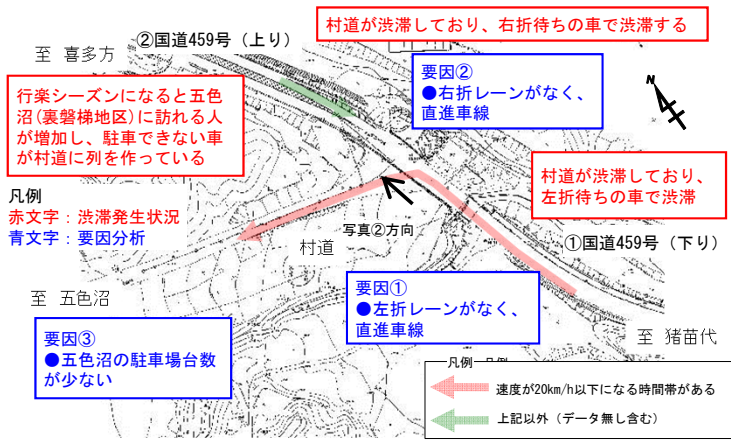 村道が渋滞しており、右折待ちの車で渋滞する
②国道459号（上り）
至 喜多方
要因②
●右折レーンがなく、
直進車線
N
行楽シーズンになると五色
沼(裏磐梯地区)に訪れる人
が増加し、駐車できない車
が村道に列を作っている
村道が渋滞しており、
左折待ちの車で渋滞
凡例
赤文字：渋滞発生状況
青文字：要因分析
写真②方向
①国道459号（下り）
村道
至 五色沼
要因①
●左折レーンがなく、
直進車線
要因③
●五色沼の駐車場台数
が少ない
至 猪苗代
凡例
速度が20km/h以下になる時間帯がある
上記以外（データ無し含む）